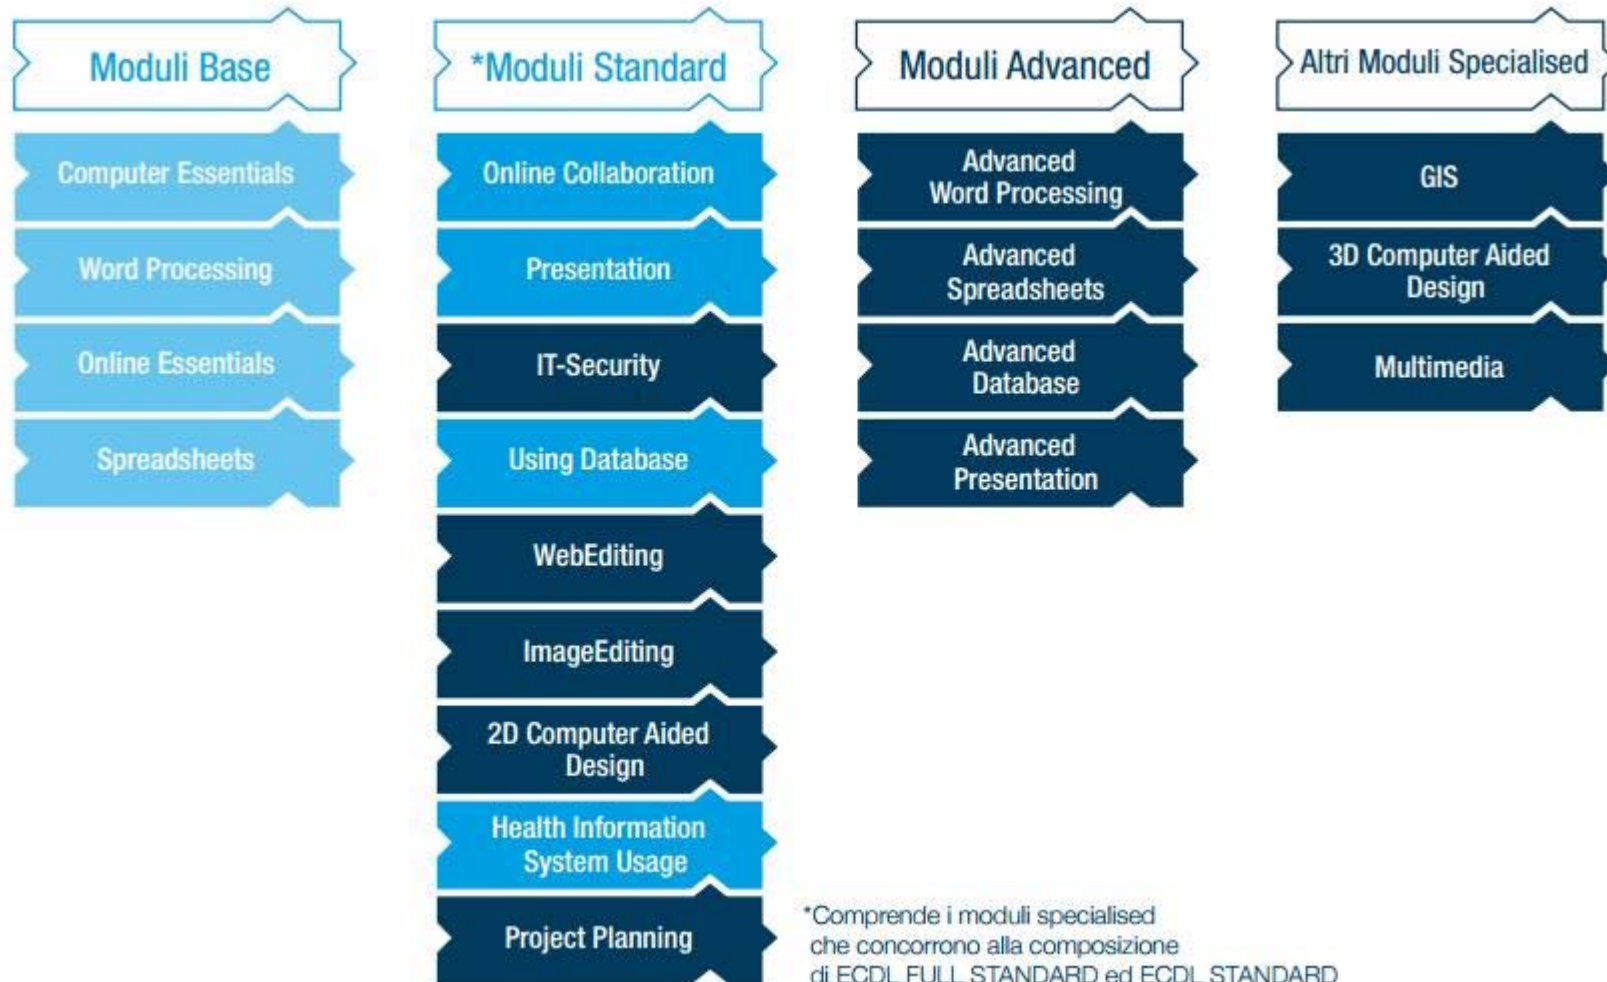 Moduli Base
Computer Essentials
Word Processing
Online Essentials
Spreadsheets
*Moduli Standard
Online Collaboration
Presentation
IT-Security
Using Database
WebEditing
ImageEditing
2D Computer Aided
Design
Health Information
System Usage
Project Planning
Moduli Advanced
Advanced
Word Processing
Advanced
Spreadsheets
Advanced
Database
Advanced
Presentation
Altri Moduli Specialised
GIS
3D Computer Aided
Design
Multimedia
*Comprende i moduli specialised
che concorrono alla composizione
di ECDL FULL STANDARD ed ECDL STANDARD